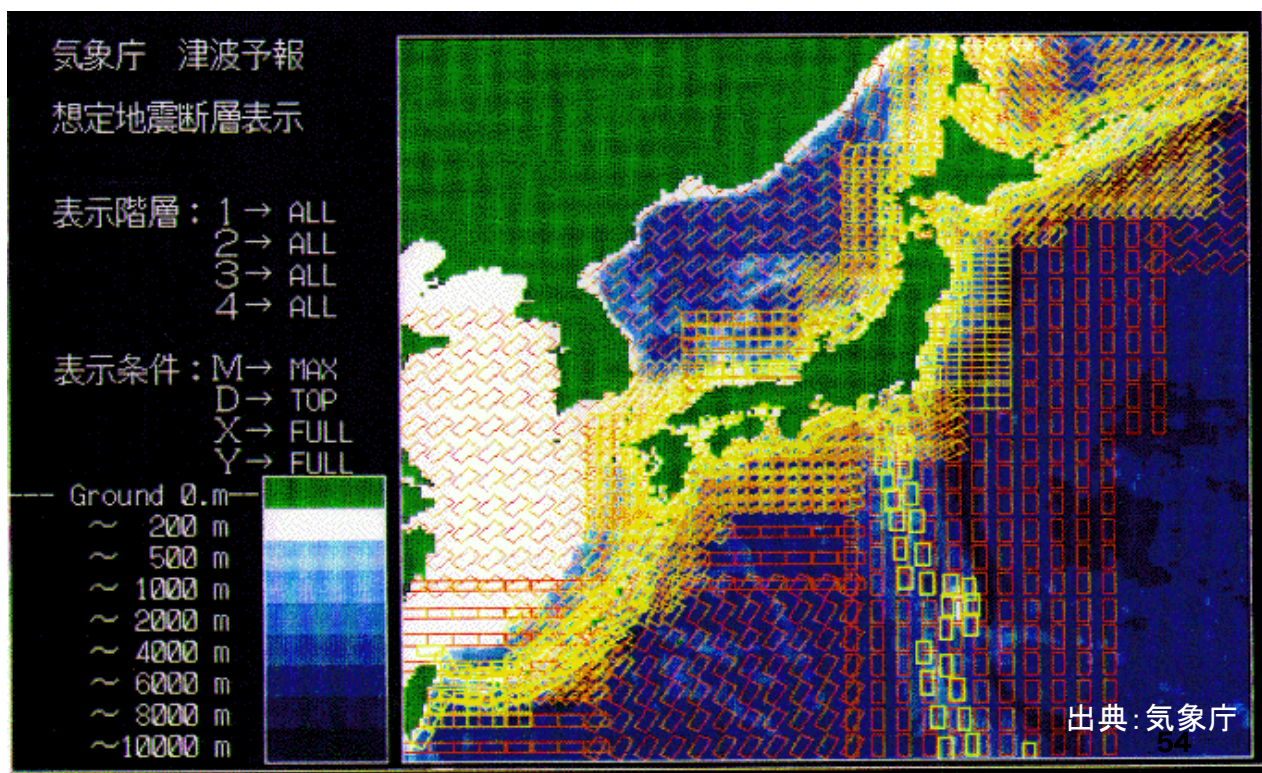 気象庁 津波予報
想定地震断層表示
表示階層：1→ ALL
2→ ALL
3→ ALL
4→ ALL
表示条件：M→ MAX
D→ TOP
X→ FULL
Y→ FULL
--- Ground 0.m--
～ 200 m
～ 500 m
～ 1000 m
～ 2000 m
～ 4000 m
～ 6000 m
～ 8000 m
～10000 m
出典：気象庁
54